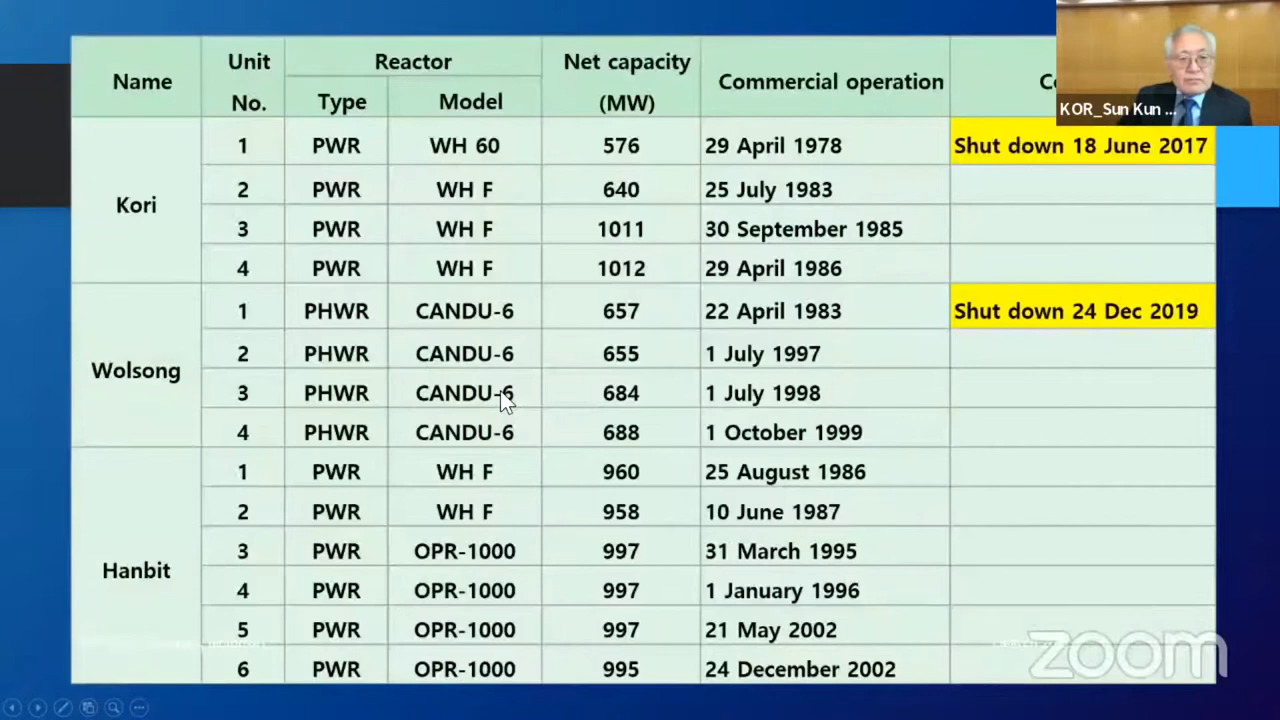 Name Unit No. Reactor Net capacity (MW) Commercial operation
Type Model
Kori
1 PWR WH 60 576 29 April 1978 Shut down 18 June 2017
2 PWR WH F 640 25 July 1983
3 PWR WH F 1011 30 September 1985
4 PWR WH F 1012 29 April 1986
Wolsong
1 PHWR CANDU-6 657 22 April 1983 Shut down 24 Dec 2019
2 PHWR CANDU-6 655 1 July 1997
3 PHWR CANDU-6 684 1 July 1998
4 PHWR CANDU-6 688 1 October 1999
Hanbit
1 PWR WH F 960 25 August 1986
2 PWR WH F 958 10 June 1987
3 PWR OPR-1000 997 31 March 1995
4 PWR OPR-1000 997 1 January 1996
5 PWR OPR-1000 997 21 May 2002
6 PWR OPR-1000 995 24 December 2002
KOR_Sun Kun ...
zoom